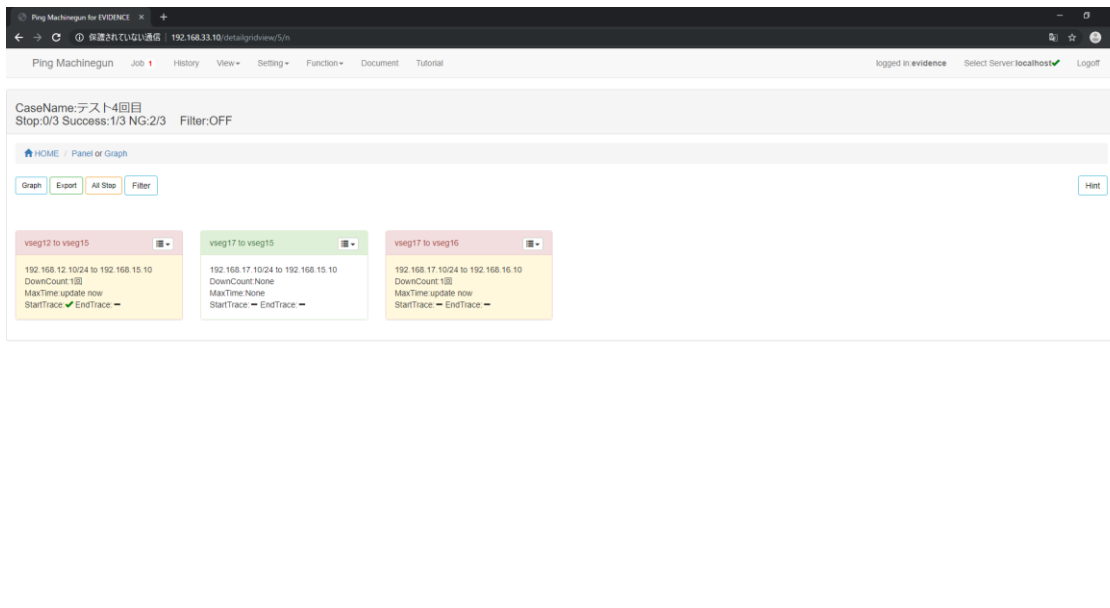 Ping Machinegun for EVIDENCE
保護されていない通信 | 192.168.33.10/detailgridview/5/n
Ping Machinegun Job 1 History View Setting Function Document Tutorial logged in:evidence Select Server:localhost Logoff
CaseName:テスト4回目
Stop:0/3 Success:1/3 NG:2/3 Filter:OFF
HOME / Panel or Graph
Graph Export All Stop Filter Hint
vseg12 to vseg15
192.168.12.10/24 to 192.168.15.10
DownCount:1回
MaxTime:update now
StartTrace: EndTrace:
vseg17 to vseg15
192.168.17.10/24 to 192.168.15.10
DownCount:None
MaxTime:None
StartTrace: EndTrace:
vseg17 to vseg16
192.168.17.10/24 to 192.168.16.10
DownCount:1回
MaxTime:update now
StartTrace: EndTrace: